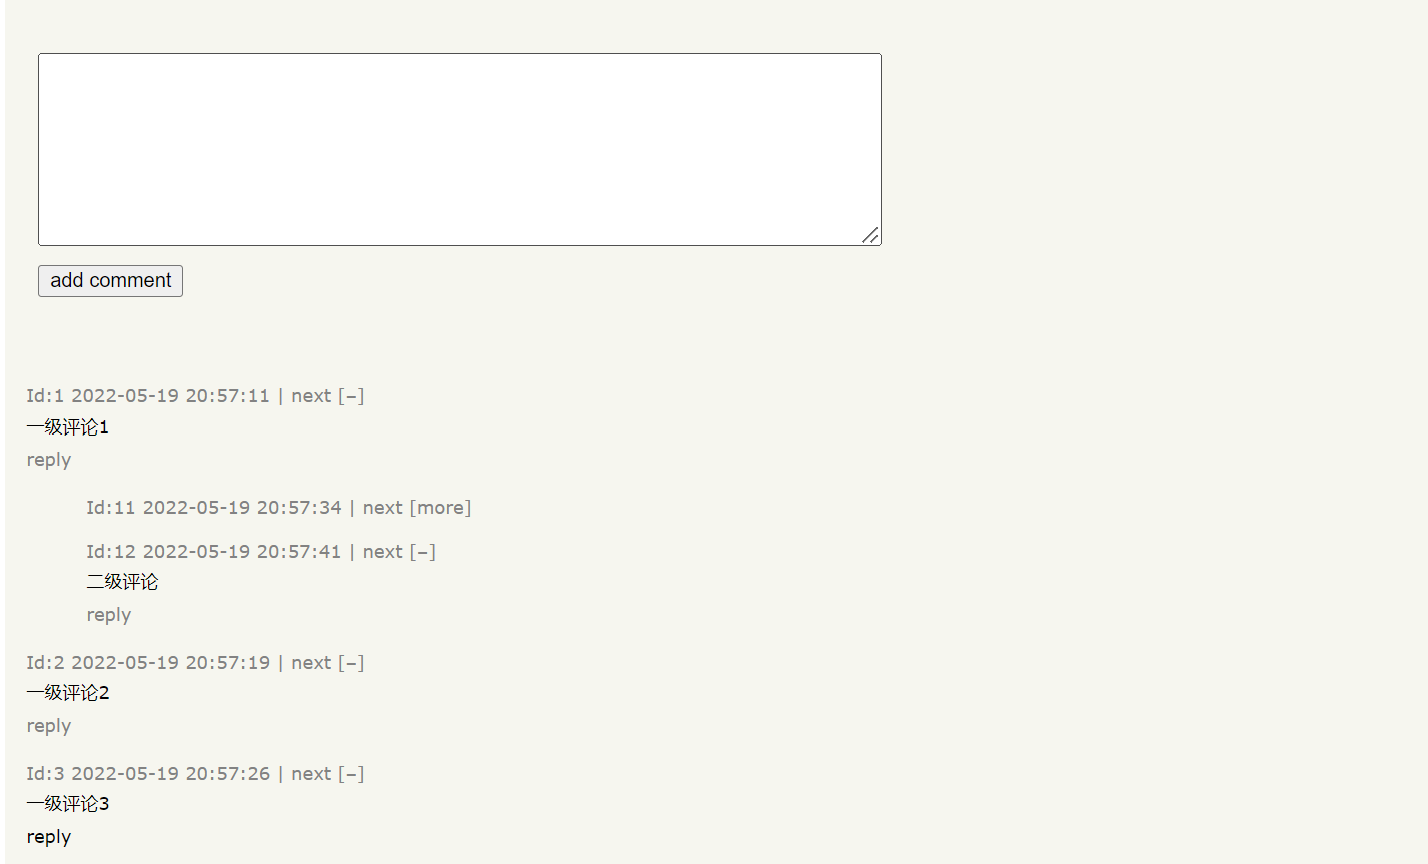 add comment
Id:1 2022-05-19 20:57:11 | next [–]
一级评论1
reply
Id:11 2022-05-19 20:57:34 | next [more]
Id:12 2022-05-19 20:57:41 | next [–]
二级评论
reply
Id:2 2022-05-19 20:57:19 | next [–]
一级评论2
reply
Id:3 2022-05-19 20:57:26 | next [–]
一级评论3
reply